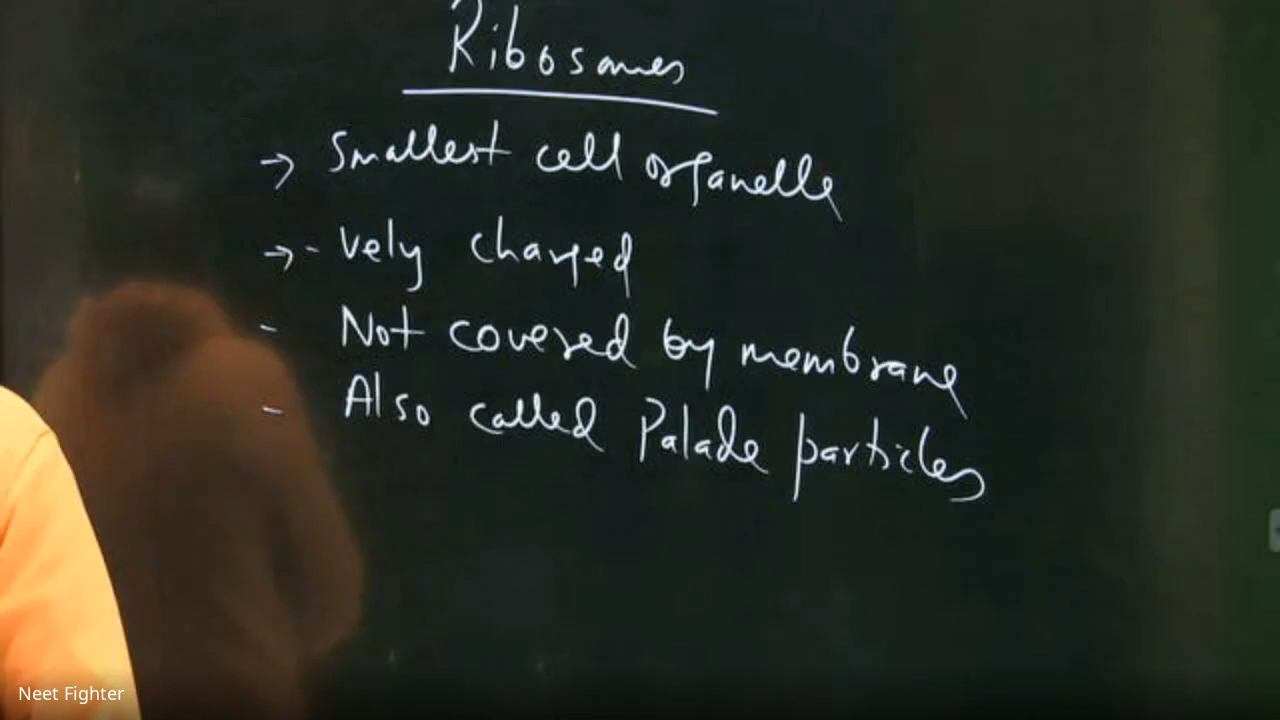 Ribosomes
→ Smallest cell organelle
→ - vely charged
- Not covered by membrane
- Also called Palade particles
Neet Fighter